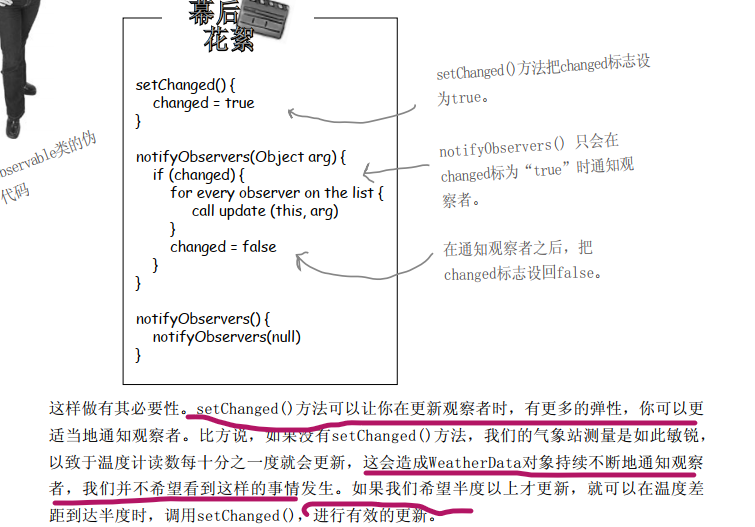 幕后
花絮
setChanged() {
changed = true
}
notifyObservers(Object arg) {
if (changed) {
for every observer on the list {
call update (this, arg)
}
changed = false
}
}
notifyObservers() {
notifyObservers(null)
}
setChanged()方法把changed标志设
为true。
notifyObservers() 只会在
changed标为“true”时通知观
察者。
在通知观察者之后，把
changed标志设回false。
bservable类的伪
代码
这样做有其必要性。setChanged()方法可以让你在更新观察者时，有更多的弹性，你可以更
适当地通知观察者。比方说，如果没有setChanged()方法，我们的气象站测量是如此敏锐，
以致于温度计读数每十分之一度就会更新，这会造成WeatherData对象持续不断地通知观察
者，我们并不希望看到这样的事情发生。如果我们希望半度以上才更新，就可以在温度差
距到达半度时，调用setChanged()，进行有效的更新。